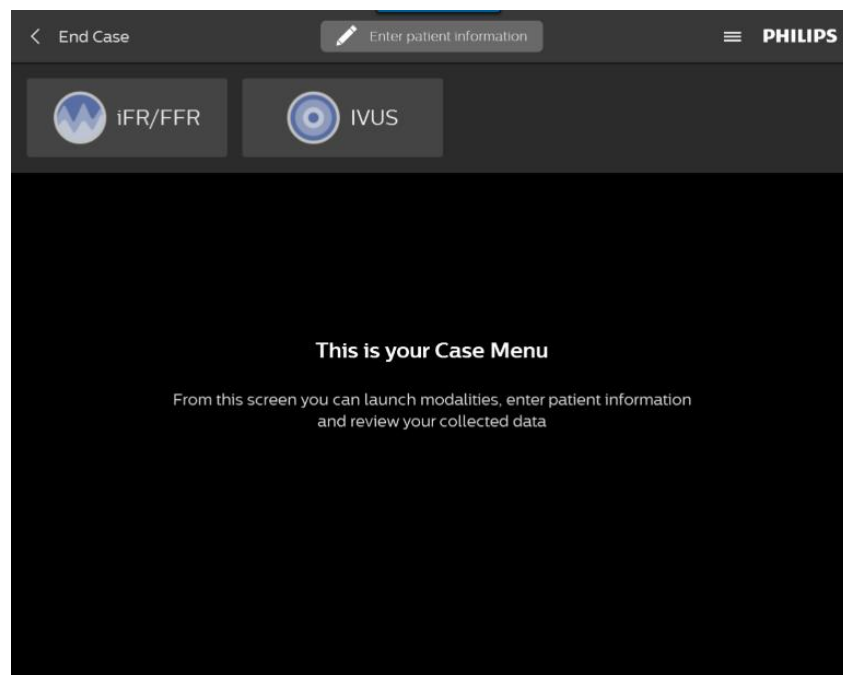 End Case
Enter patient information
PHILIPS
iFR/FFR
IVUS
This is your Case Menu
From this screen you can launch modalities, enter patient information
and review your collected data